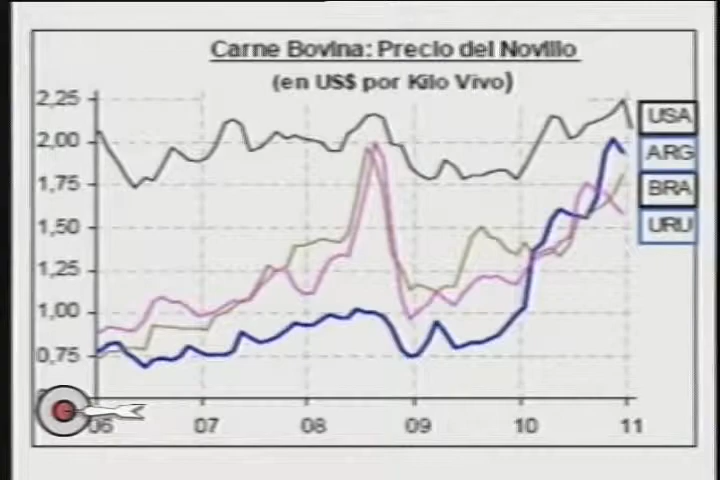 Carne Bovina: Precio del Novillo
(en US$ por Kilo Vivo)
2,25
2,00
1,75
1,50
1,25
1,00
0,75
USA
ARG
BRA
URU
06
07
08
09
10
11